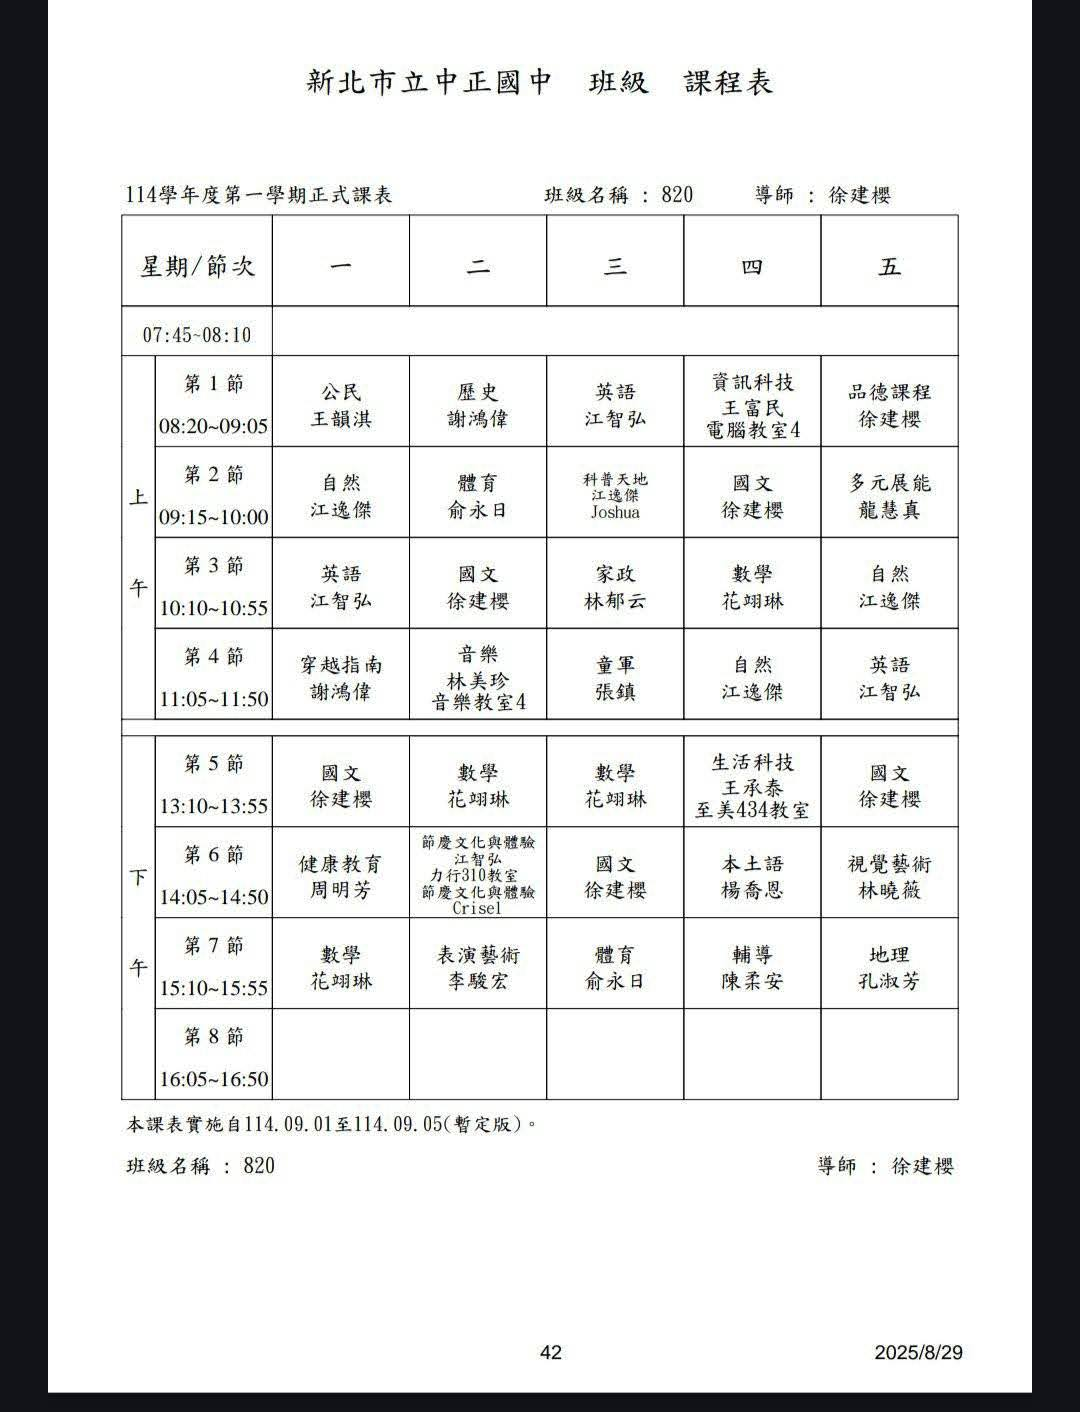 新北市立中正國中 班級 課程表
114學年度第一學期正式課表 班級名稱 : 820 導師 : 徐建櫻
星期/節次 一 二 三 四 五
07:45~08:10
上午
第 1 節
08:20~09:05
公民
王韻淇
歷史
謝鴻偉
英語
江智弘
資訊科技
王富民
電腦教室4
品德課程
徐建櫻
第 2 節
09:15~10:00
自然
江逸傑
體育
俞永日
科普天地
江逸傑
Joshua
國文
徐建櫻
多元展能
龍慧真
第 3 節
10:10~10:55
英語
江智弘
國文
徐建櫻
家政
林郁云
數學
花翊琳
自然
江逸傑
第 4 節
11:05~11:50
穿越指南
謝鴻偉
音樂
林美珍
音樂教室4
童軍
張鎮
自然
江逸傑
英語
江智弘
下午
第 5 節
13:10~13:55
國文
徐建櫻
數學
花翊琳
數學
花翊琳
生活科技
王承泰
至美434教室
國文
徐建櫻
第 6 節
14:05~14:50
健康教育
周明芳
節慶文化與體驗
江智弘
力行310教室
節慶文化與體驗
Crisel
國文
徐建櫻
本土語
楊喬恩
視覺藝術
林曉薇
第 7 節
15:10~15:55
數學
花翊琳
表演藝術
李駿宏
體育
俞永日
輔導
陳柔安
地理
孔淑芳
第 8 節
16:05~16:50
本課表實施自114.09.01至114.09.05(暫定版)。
班級名稱 : 820 導師 : 徐建櫻
42 2025/8/29